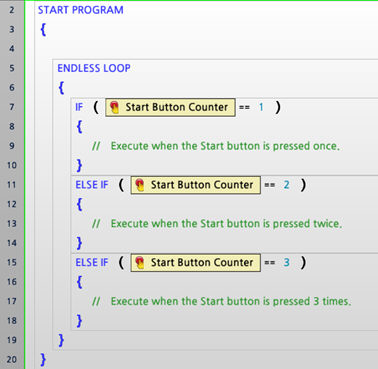 2 START PROGRAM
3 {
4
5 ENDLESS LOOP
6 {
7 IF ( Start Button Counter == 1 )
8 {
9 // Execute when the Start button is pressed once.
10 }
11 ELSE IF ( Start Button Counter == 2 )
12 {
13 // Execute when the Start button is pressed twice.
14 }
15 ELSE IF ( Start Button Counter == 3 )
16 {
17 // Execute when the Start button is pressed 3 times.
18 }
19 }
20 }